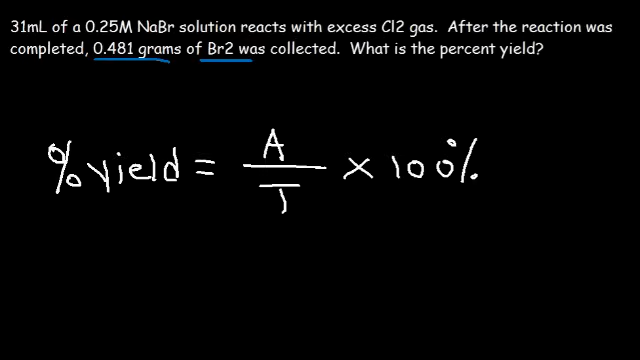 31mL of a 0.25M NaBr solution reacts with excess Cl2 gas. After the reaction was
completed, 0.481 grams of Br2 was collected. What is the percent yield?
% yield = A/T × 100%